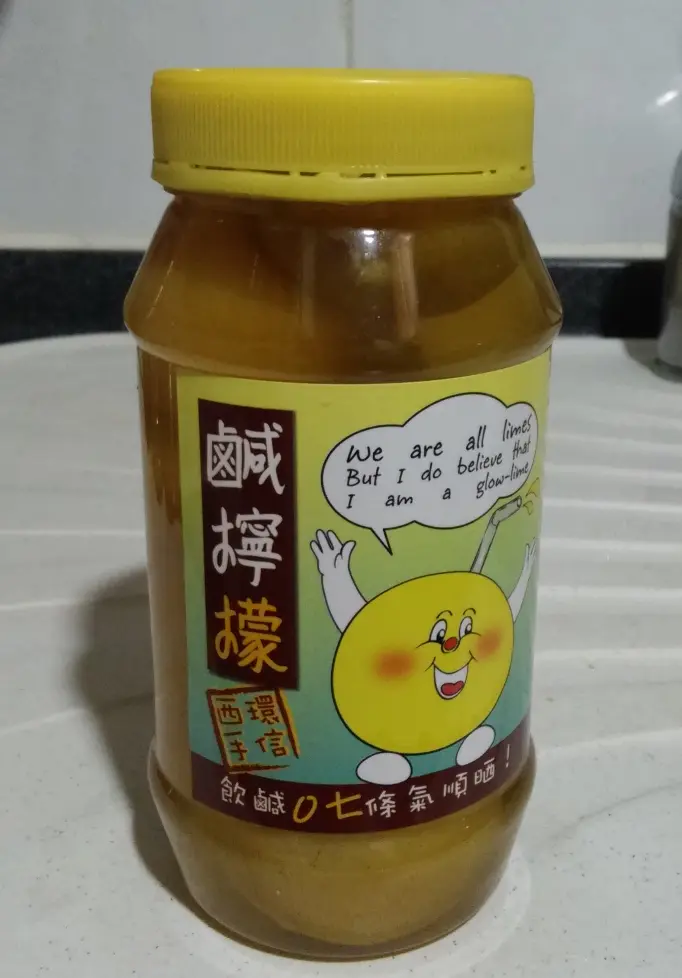 鹹檸檬
We are all limes
But I do believe that
I am a glow-lime
西環
手信
飲鹹0七條氣順晒！